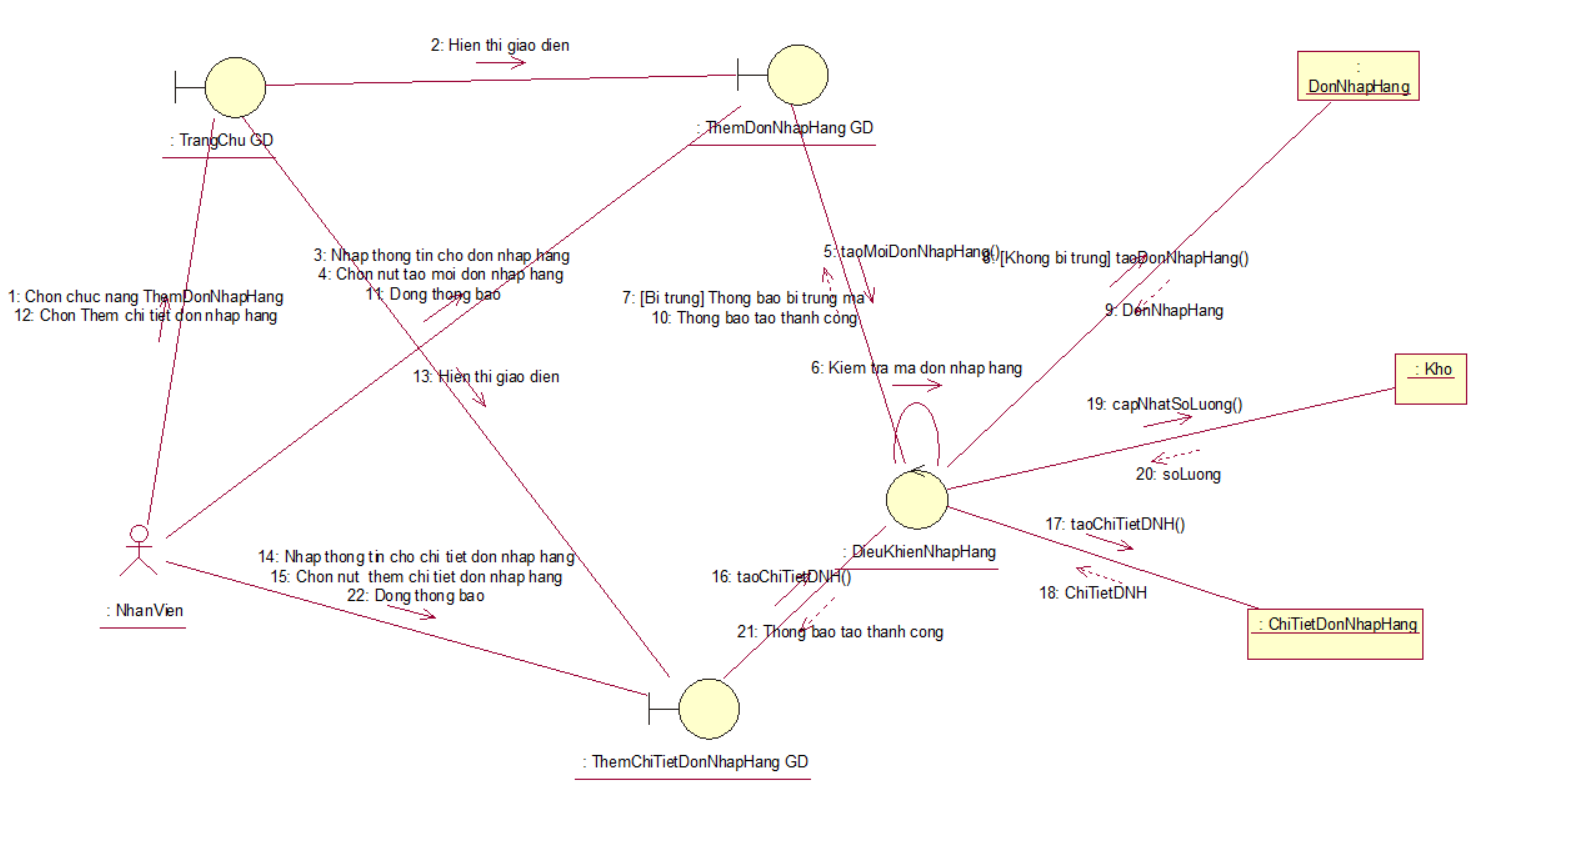 2: Hien thi giao dien
:
DonNhapHang
: ThemDonNhapHang GD
: TrangChu GD
3: Nhap thong tin cho don nhap hang
4: Chon nut tao moi don nhap hang
11: Dong thong bao
5: taoMoiDonNhapHang()
8: [Khong bi trung] taoDonNhapHang()
1: Chon chuc nang ThemDonNhapHang
12: Chon Them chi tiet don nhap hang
7: [Bi trung] Thong bao bi trung ma
10: Thong bao tao thanh cong
9: DonNhapHang
6: Kiem tra ma don nhap hang
: Kho
13: Hien thi giao dien
19: capNhatSoLuong()
20: soLuong
17: taoChiTietDNH()
: DieuKhienNhapHang
14: Nhap thong tin cho chi tiet don nhap hang
15: Chon nut them chi tiet don nhap hang
22: Dong thong bao
16: taoChiTietDNH()
18: ChiTietDNH
: NhanVien
: ChiTietDonNhapHang
21: Thong bao tao thanh cong
: ThemChiTietDonNhapHang GD